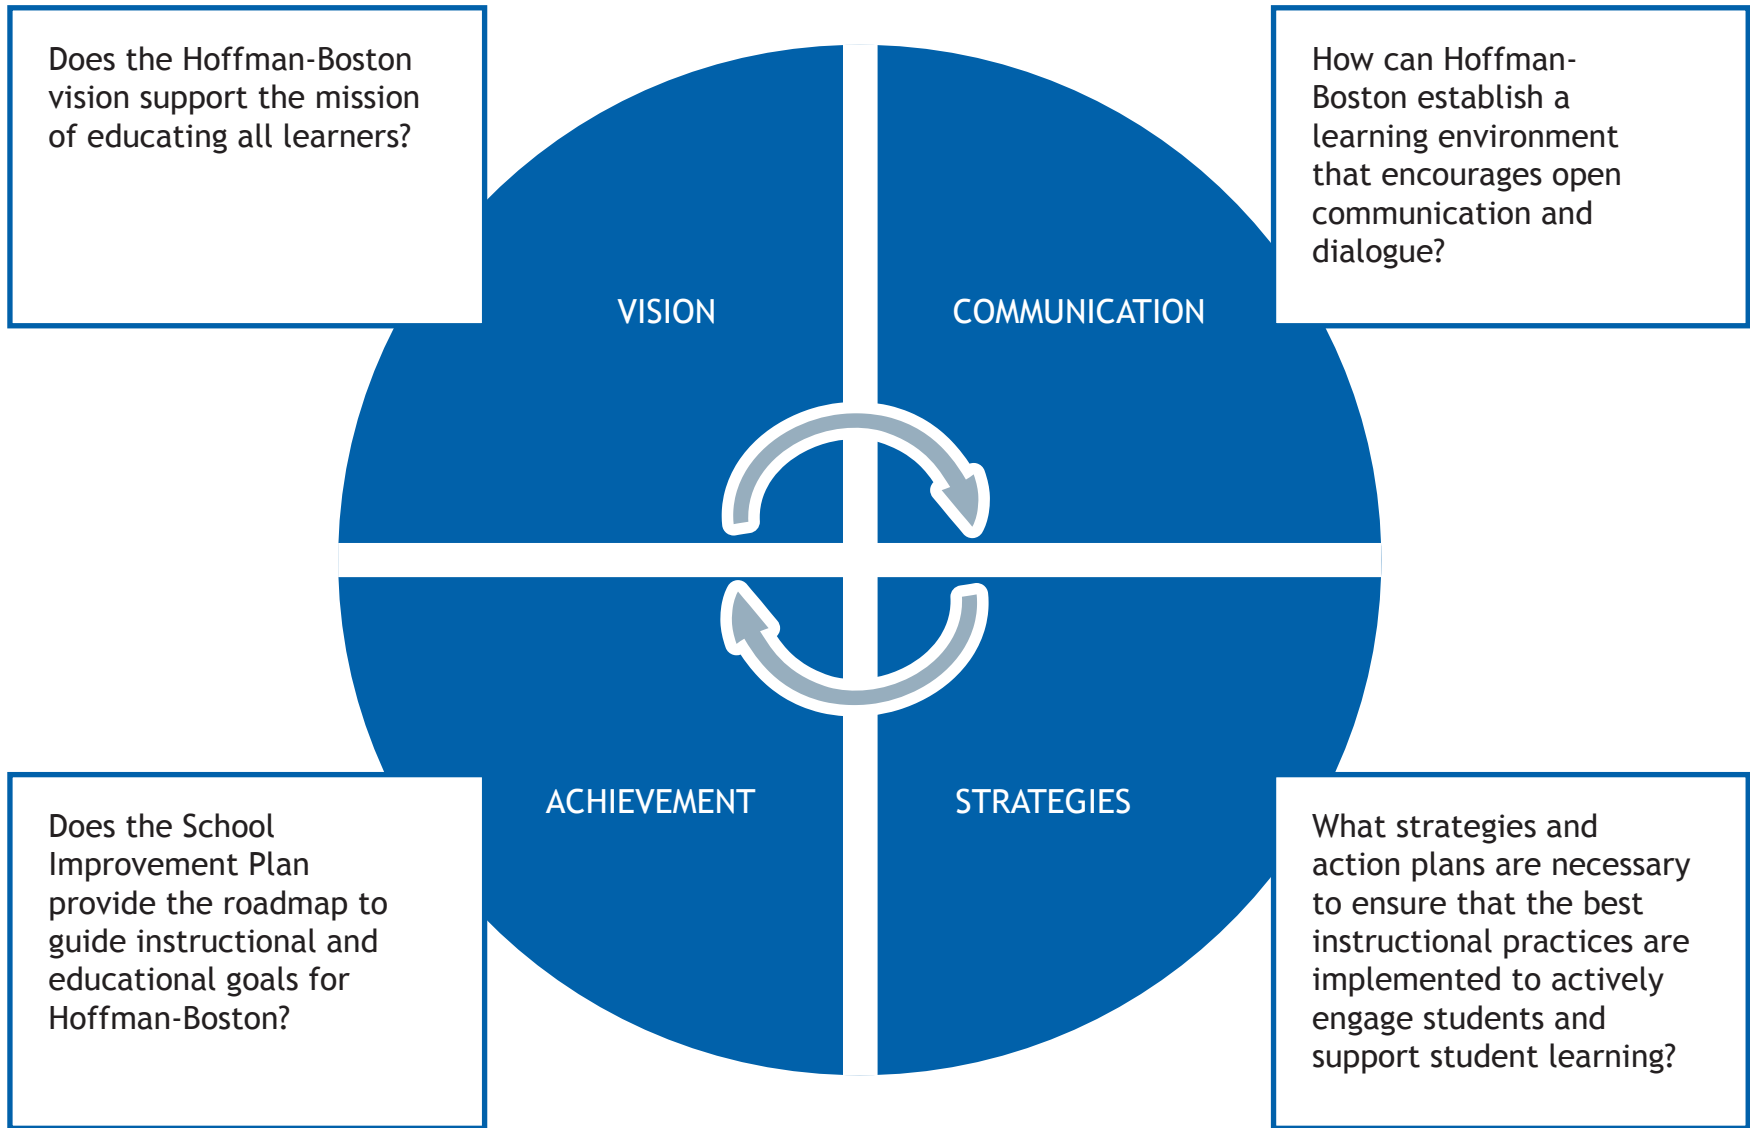 Does the Hoffman-Boston
vision support the mission
of educating all learners?
How can Hoffman-
Boston establish a
learning environment
that encourages open
communication and
dialogue?
VISION
COMMUNICATION
ACHIEVEMENT
STRATEGIES
Does the School
Improvement Plan
provide the roadmap to
guide instructional and
educational goals for
Hoffman-Boston?
What strategies and
action plans are necessary
to ensure that the best
instructional practices are
implemented to actively
engage students and
support student learning?